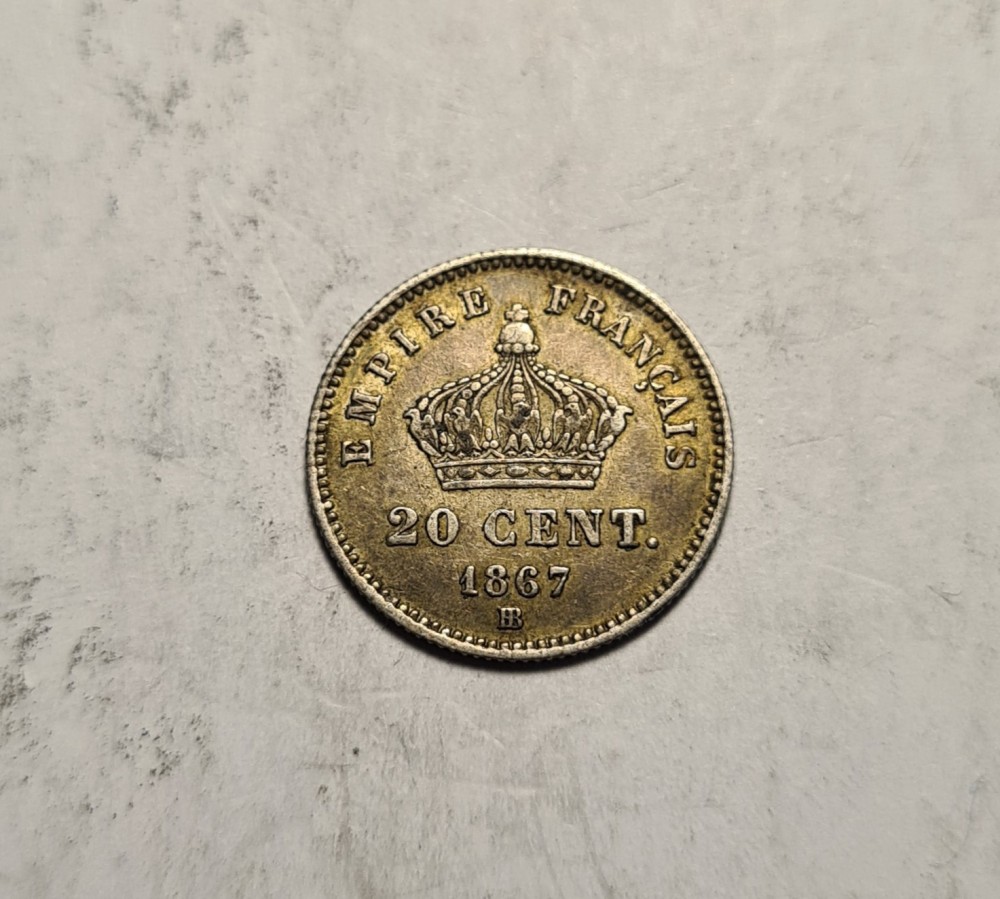 EMPIRE FRANÇAIS
20 CENT.
1867
BB